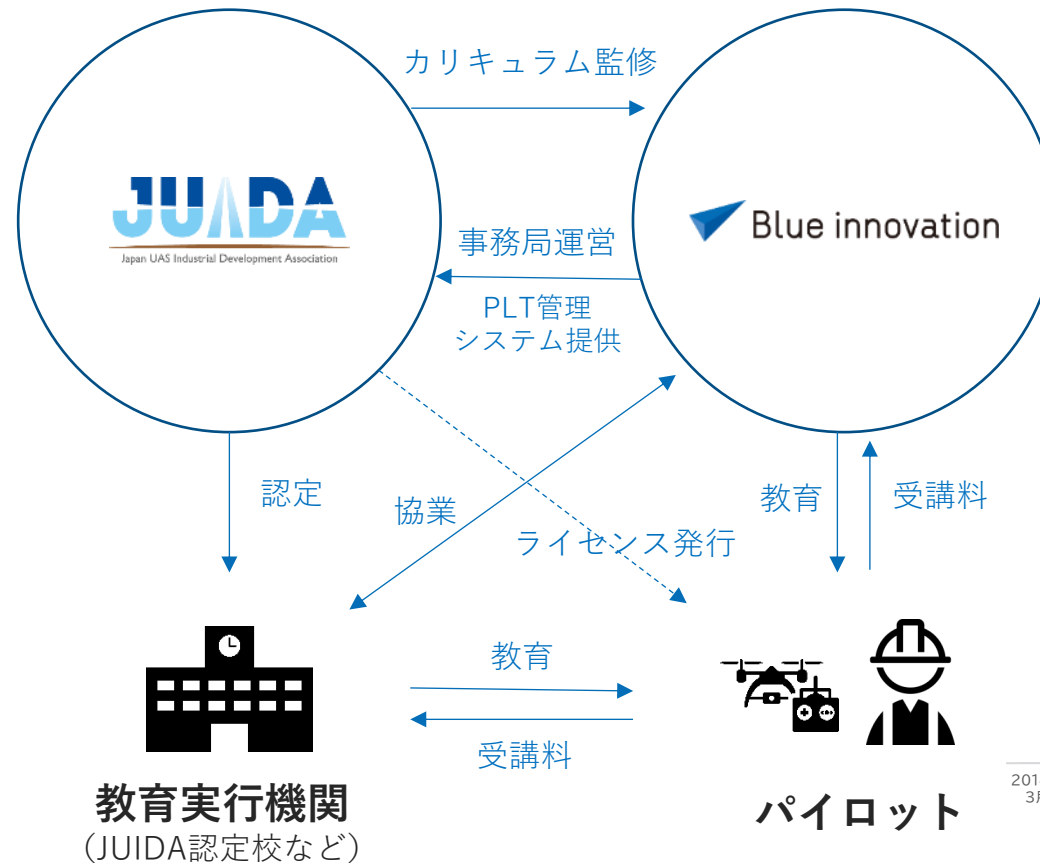 カリキュラム監修
JUIDA
Japan UAS Industrial Development Association
Blue innovation
事務局運営
PLT管理
システム提供
認定
協業
ライセンス発行
教育
受講料
教育
受講料
教育実行機関
(JUIDA認定校など)
パイロット
201
3月